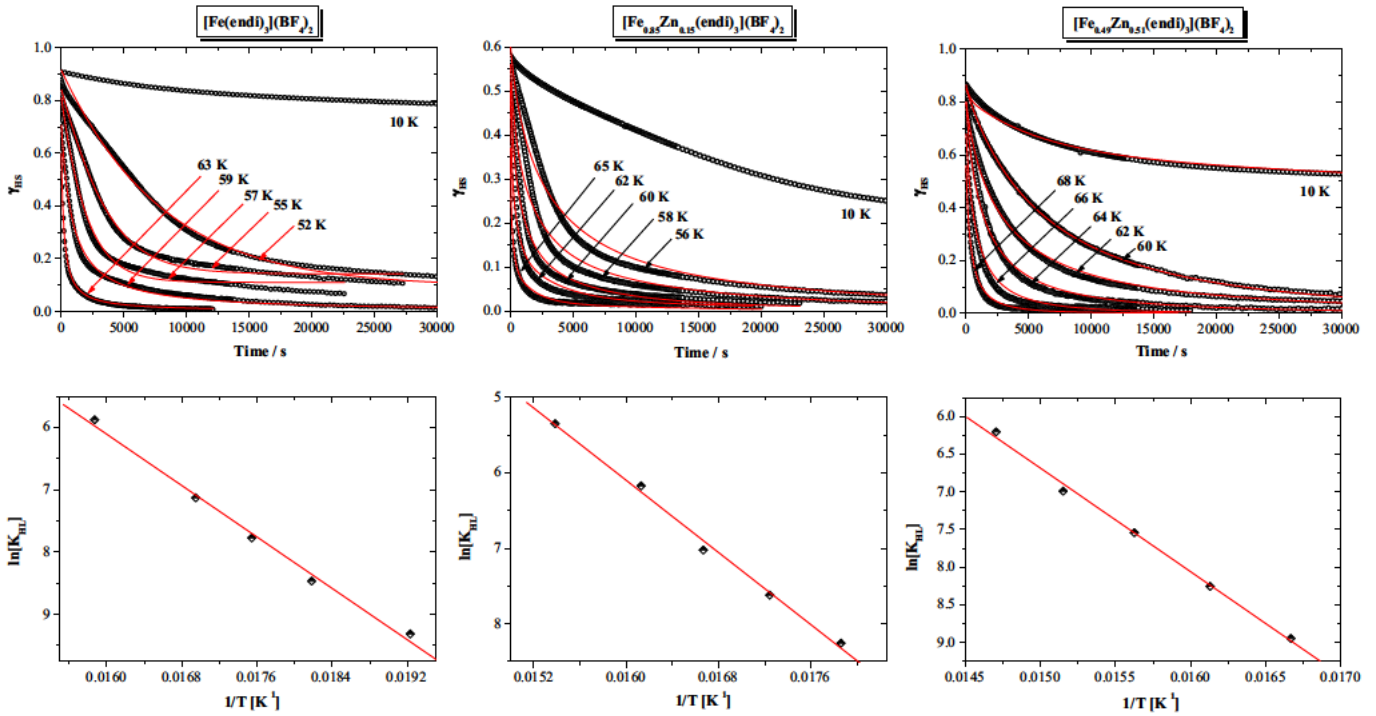 [Fe(endi)₃](BF₄)₂
1.0
0.8
0.6
0.4
0.2
0.0
γHS
10 K
63 K
59 K
57 K
55 K
52 K
0 5000 10000 15000 20000 25000 30000
Time / s
[Fe₀.₈₅Zn₀.₁₅(endi)₃](BF₄)₂
0.6
0.5
0.4
0.3
0.2
0.1
0.0
γHS
65 K
62 K
60 K
58 K
56 K
10 K
0 5000 10000 15000 20000 25000 30000
Time / s
[Fe₀.₄₉Zn₀.₅₁(endi)₃](BF₄)₂
1.0
0.8
0.6
0.4
0.2
0.0
γHS
10 K
68 K
66 K
64 K
62 K
60 K
0 5000 10000 15000 20000 25000 30000
Time / s
6
7
8
9
ln[K_HL]
0.0160 0.0168 0.0176 0.0184 0.0192
1/T [K¹]
5
6
7
8
ln[K_HL]
0.0152 0.0160 0.0168 0.0176
1/T [K¹]
6.0
6.5
7.0
7.5
8.0
8.5
9.0
ln[K_HL]
0.0145 0.0150 0.0155 0.0160 0.0165 0.0170
1/T [K¹]